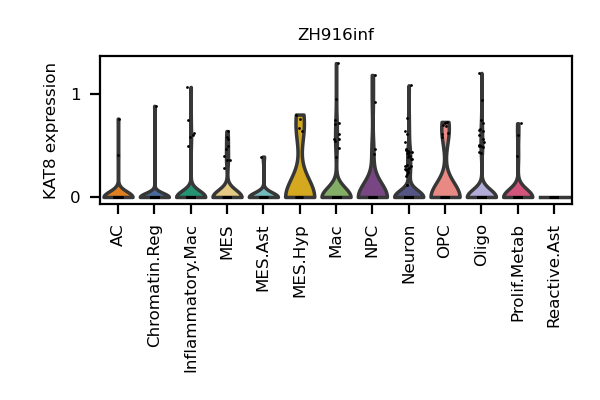 ZH916inf
KAT8 expression
1
0
AC
Chromatin.Reg
Inflammatory.Mac
MES
MES.Ast
MES.Hyp
Mac
NPC
Neuron
OPC
Oligo
Prolif.Metab
Reactive.Ast